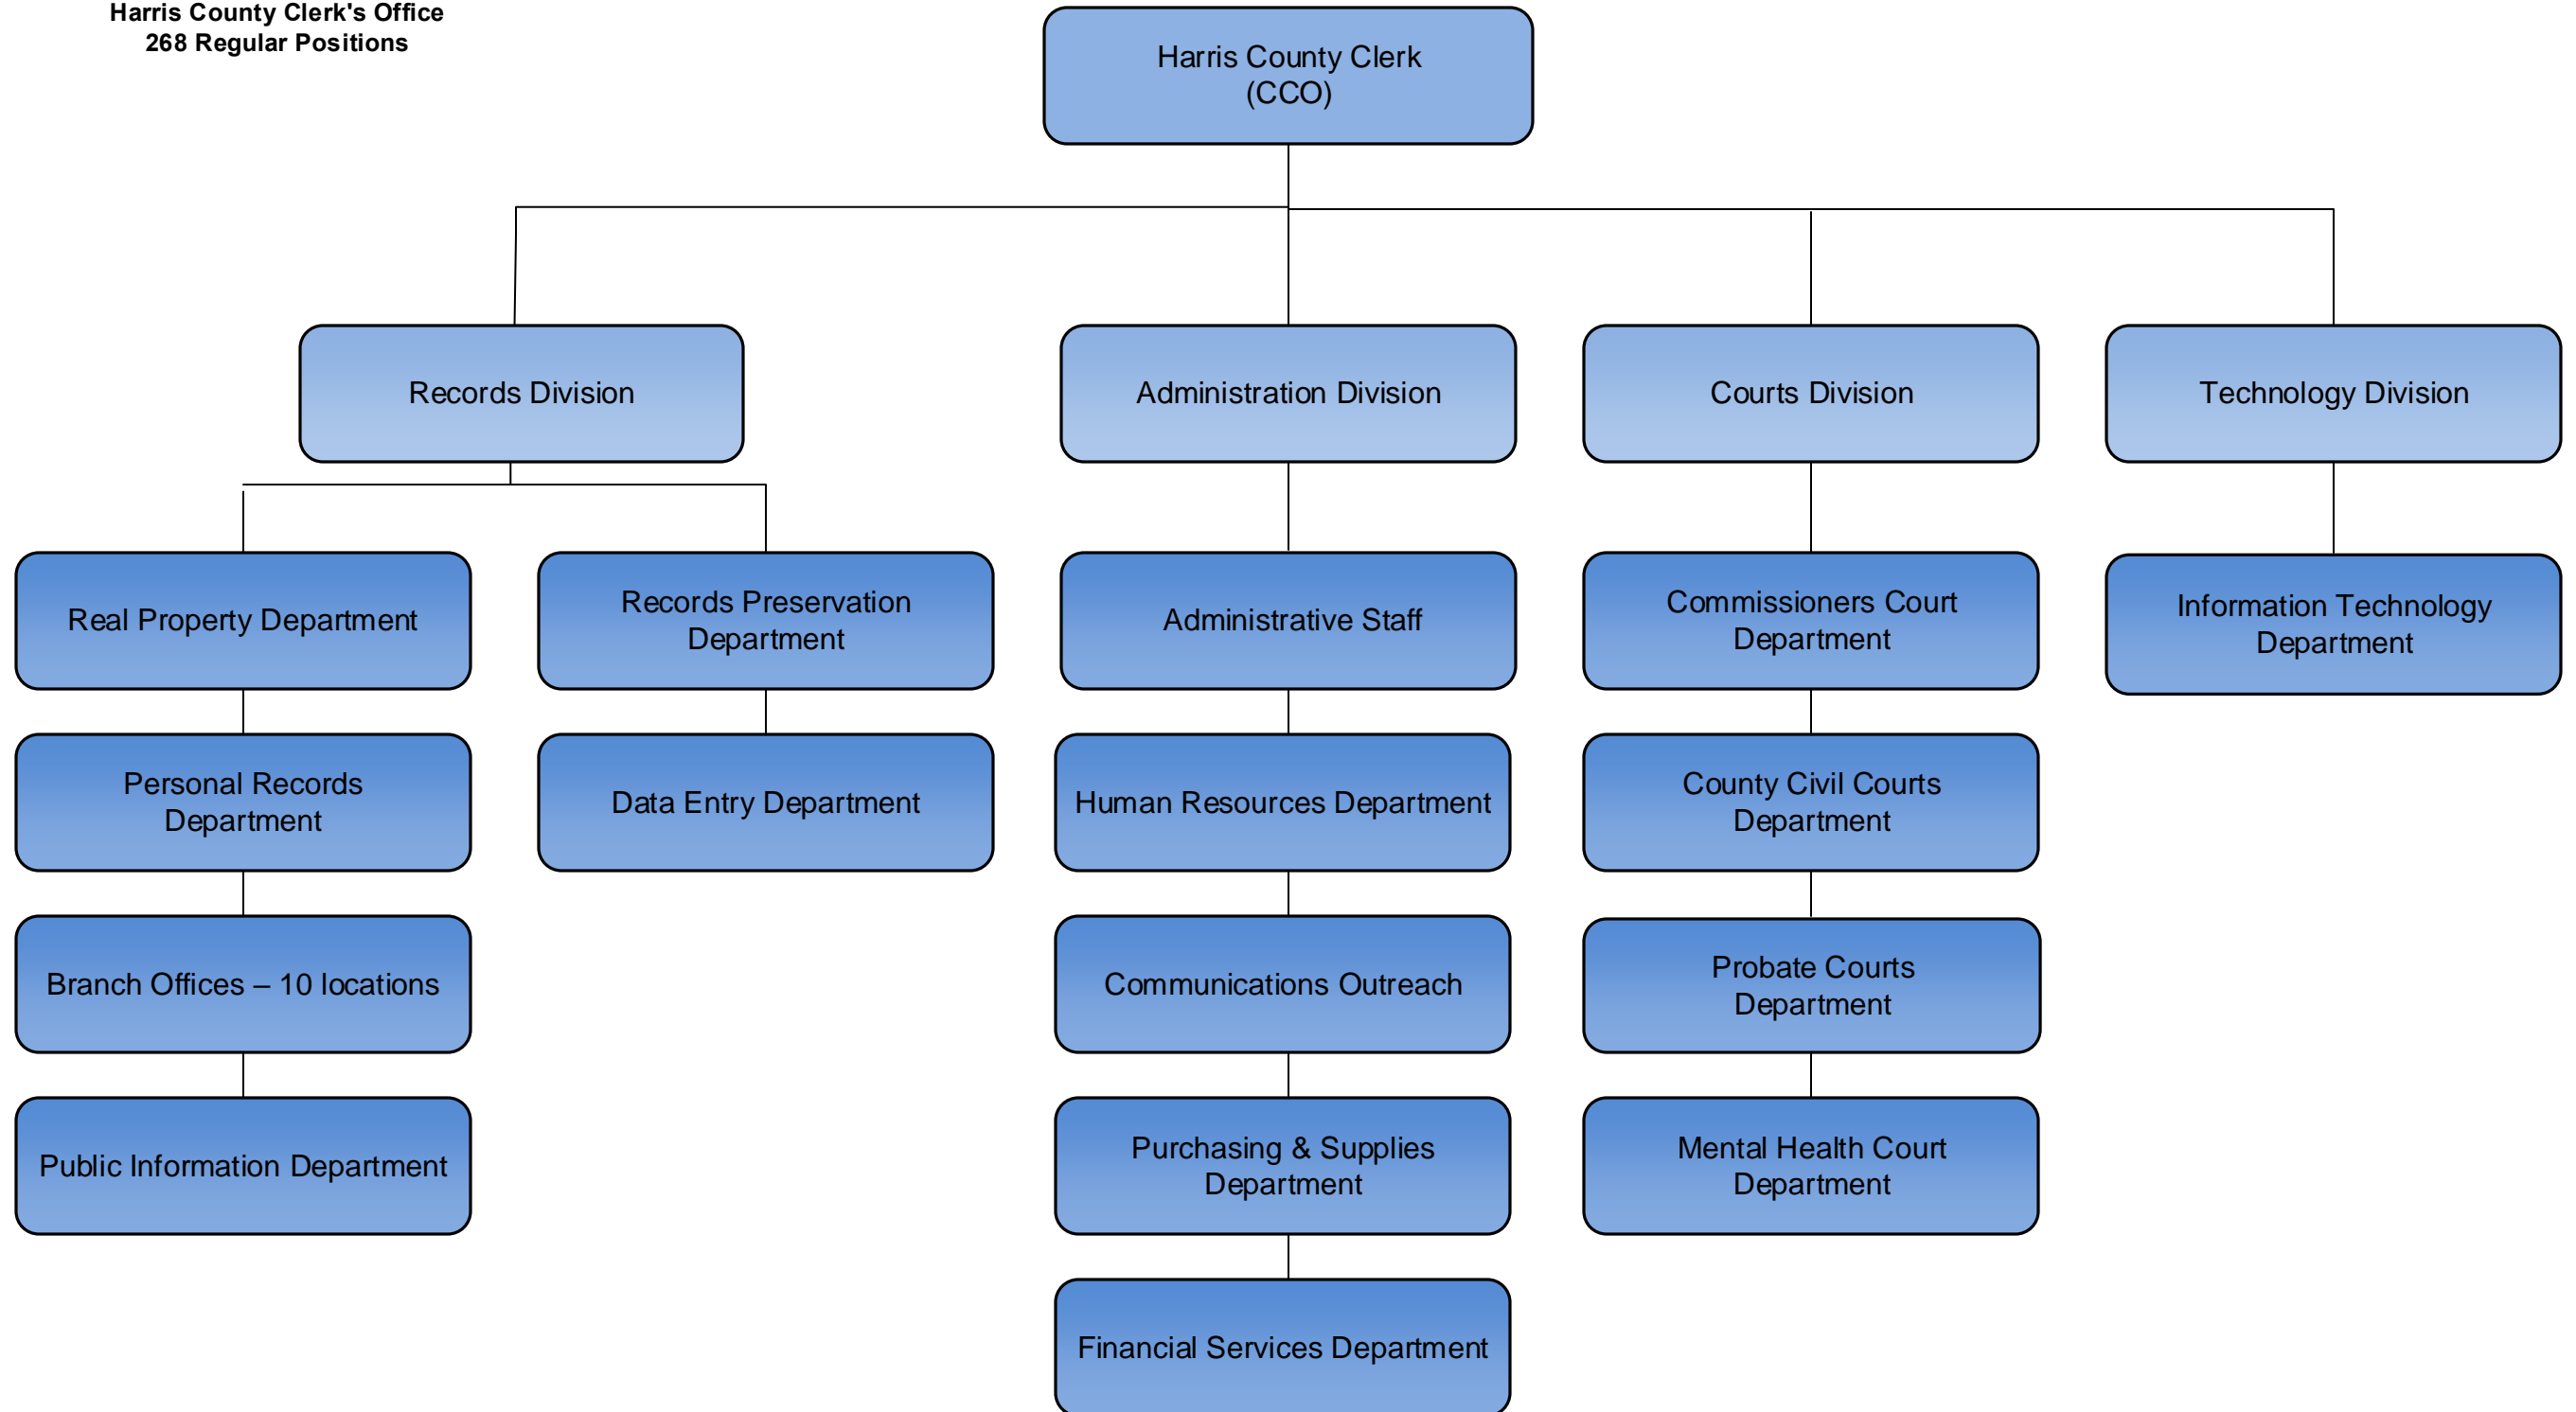 Harris County Clerk's Office
268 Regular Positions
Harris County Clerk
(CCO)
Records Division
Administration Division
Courts Division
Technology Division
Real Property Department
Records Preservation
Department
Administrative Staff
Commissioners Court
Department
Information Technology
Department
Personal Records
Department
Data Entry Department
Human Resources Department
County Civil Courts
Department
Branch Offices – 10 locations
Communications Outreach
Probate Courts
Department
Public Information Department
Purchasing & Supplies
Department
Mental Health Court
Department
Financial Services Department